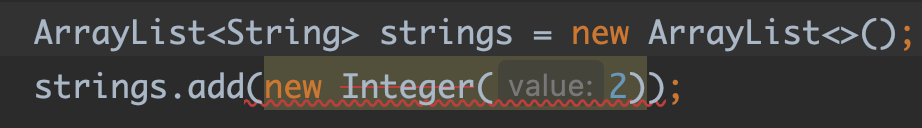 ArrayList<String> strings = new ArrayList<>();
strings.add(new Integer( value: 2));